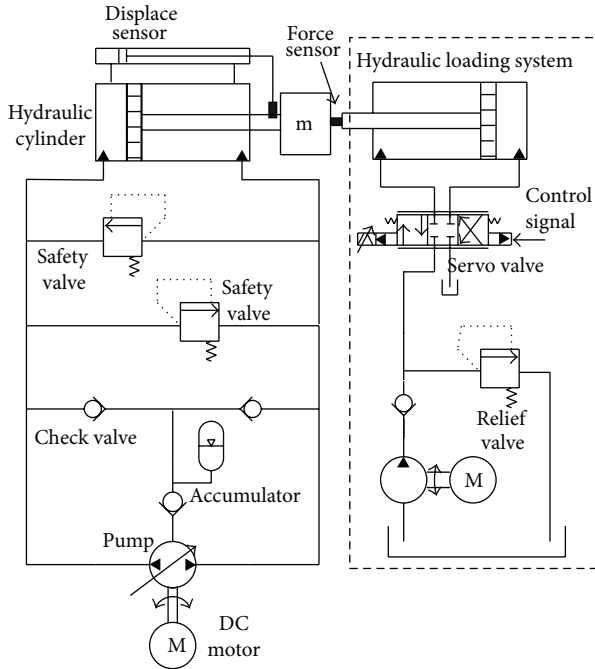 Displace
sensor
Force
sensor
Hydraulic loading system
Hydraulic
cylinder
m
Control
signal
Servo valve
Safety
valve
Safety
valve
Relief
valve
Check valve
Accumulator
M
Pump
DC
motor
M